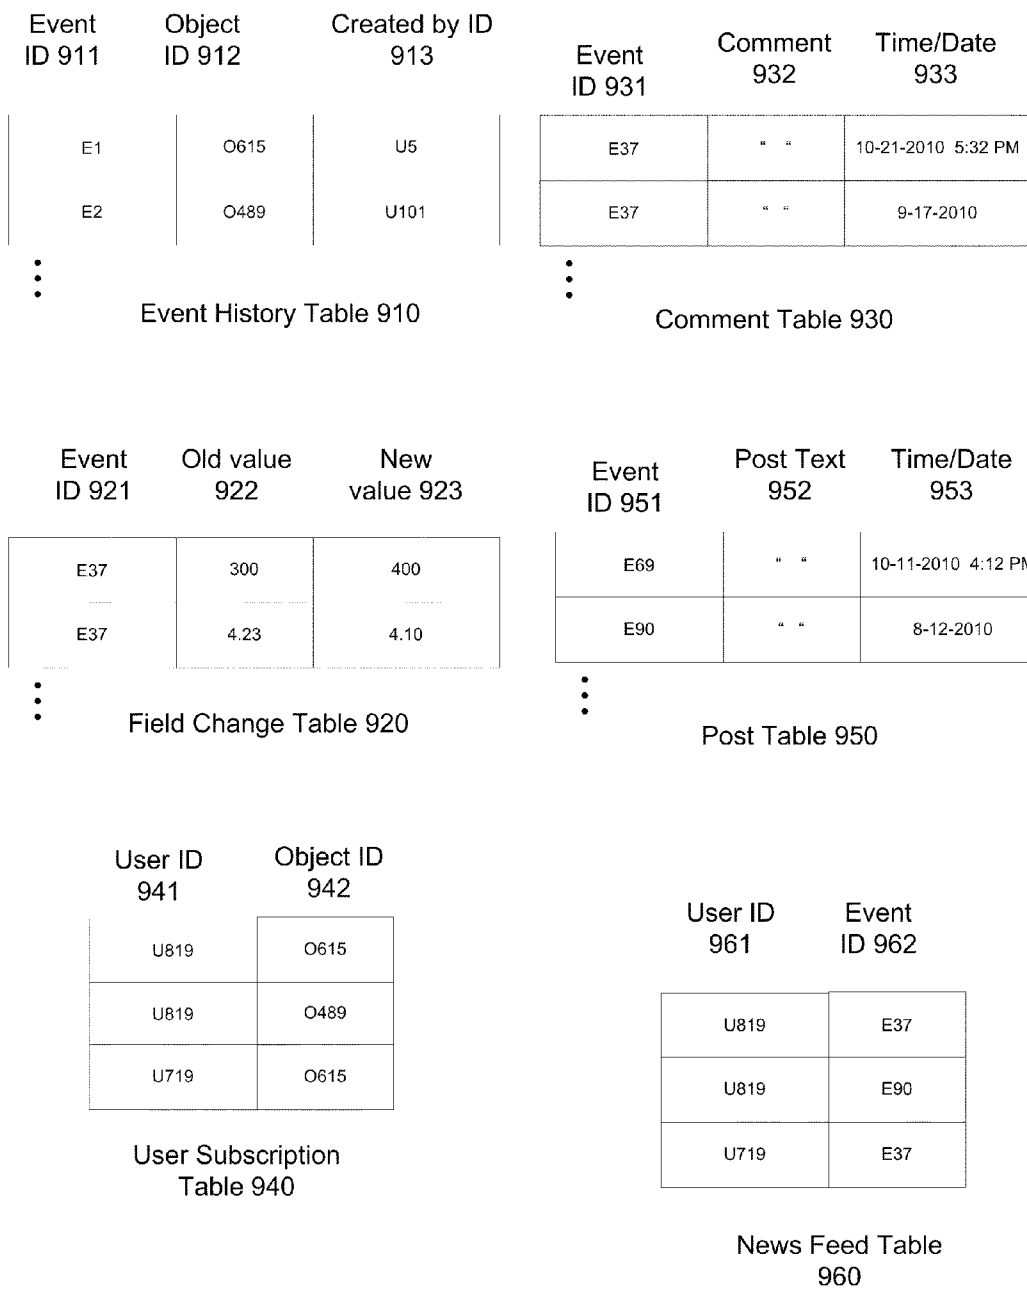 Event Object Created by ID
ID 911 ID 912 913
E1 O615 U5
E2 O489 U101
Event History Table 910
Event Comment Time/Date
ID 931 932 933
E37 “ “ 10-21-2010 5:32 PM
E37 “ “ 9-17-2010
Comment Table 930
Event Old value New
ID 921 922 value 923
E37 300 400
E37 4.23 4.10
Field Change Table 920
Event Post Text Time/Date
ID 951 952 953
E69 “ “ 10-11-2010 4:12 PM
E90 “ “ 8-12-2010
Post Table 950
User ID Object ID
941 942
U819 O615
U819 O489
U719 O615
User Subscription
Table 940
User ID Event
961 ID 962
U819 E37
U819 E90
U719 E37
News Feed Table
960